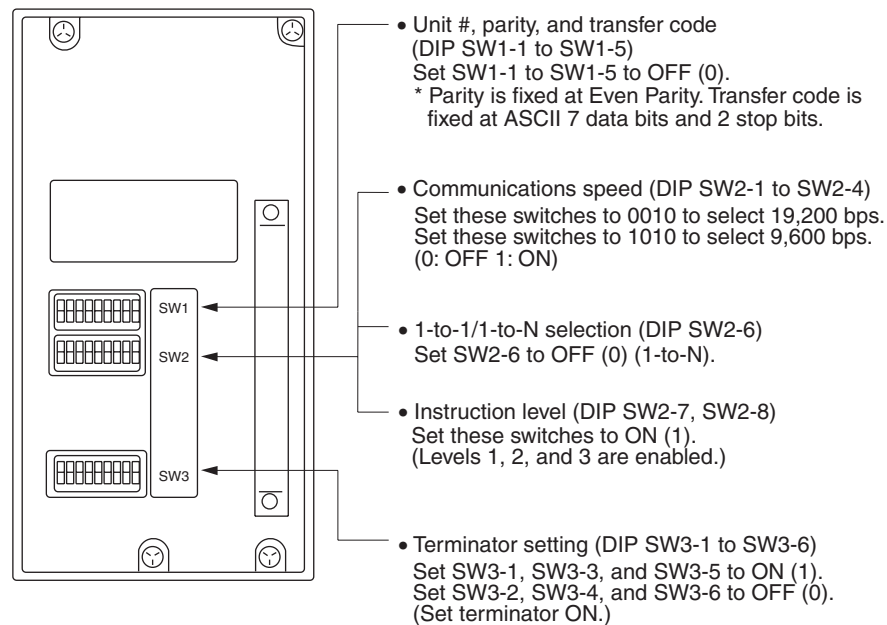 • Unit #, parity, and transfer code
(DIP SW1-1 to SW1-5)
Set SW1-1 to SW1-5 to OFF (0).
* Parity is fixed at Even Parity. Transfer code is
fixed at ASCII 7 data bits and 2 stop bits.
• Communications speed (DIP SW2-1 to SW2-4)
Set these switches to 0010 to select 19,200 bps.
Set these switches to 1010 to select 9,600 bps.
(0: OFF 1: ON)
SW1
SW2
SW3
• 1-to-1/1-to-N selection (DIP SW2-6)
Set SW2-6 to OFF (0) (1-to-N).
• Instruction level (DIP SW2-7, SW2-8)
Set these switches to ON (1).
(Levels 1, 2, and 3 are enabled.)
• Terminator setting (DIP SW3-1 to SW3-6)
Set SW3-1, SW3-3, and SW3-5 to ON (1).
Set SW3-2, SW3-4, and SW3-6 to OFF (0).
(Set terminator ON.)